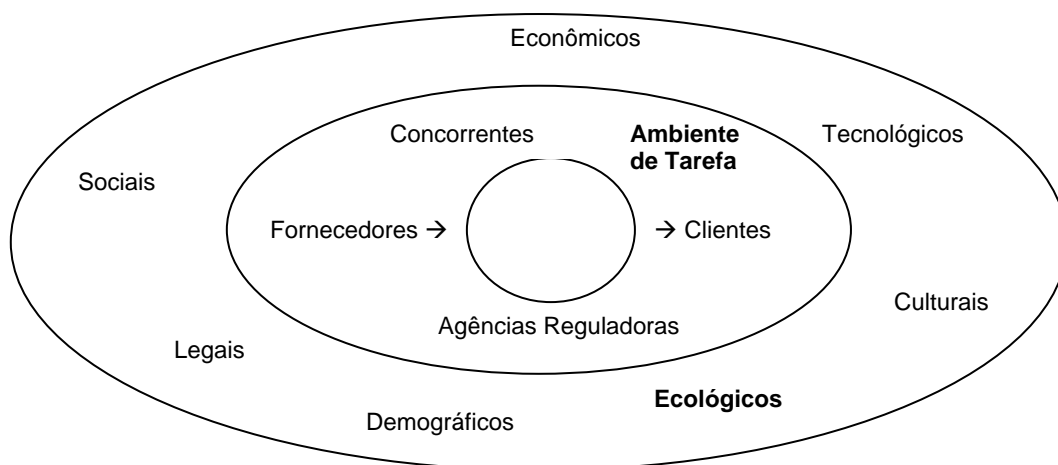 Econômicos
Concorrentes
Ambiente
de Tarefa
Tecnológicos
Sociais
Fornecedores →
→ Clientes
Culturais
Agências Reguladoras
Legais
Ecológicos
Demográficos